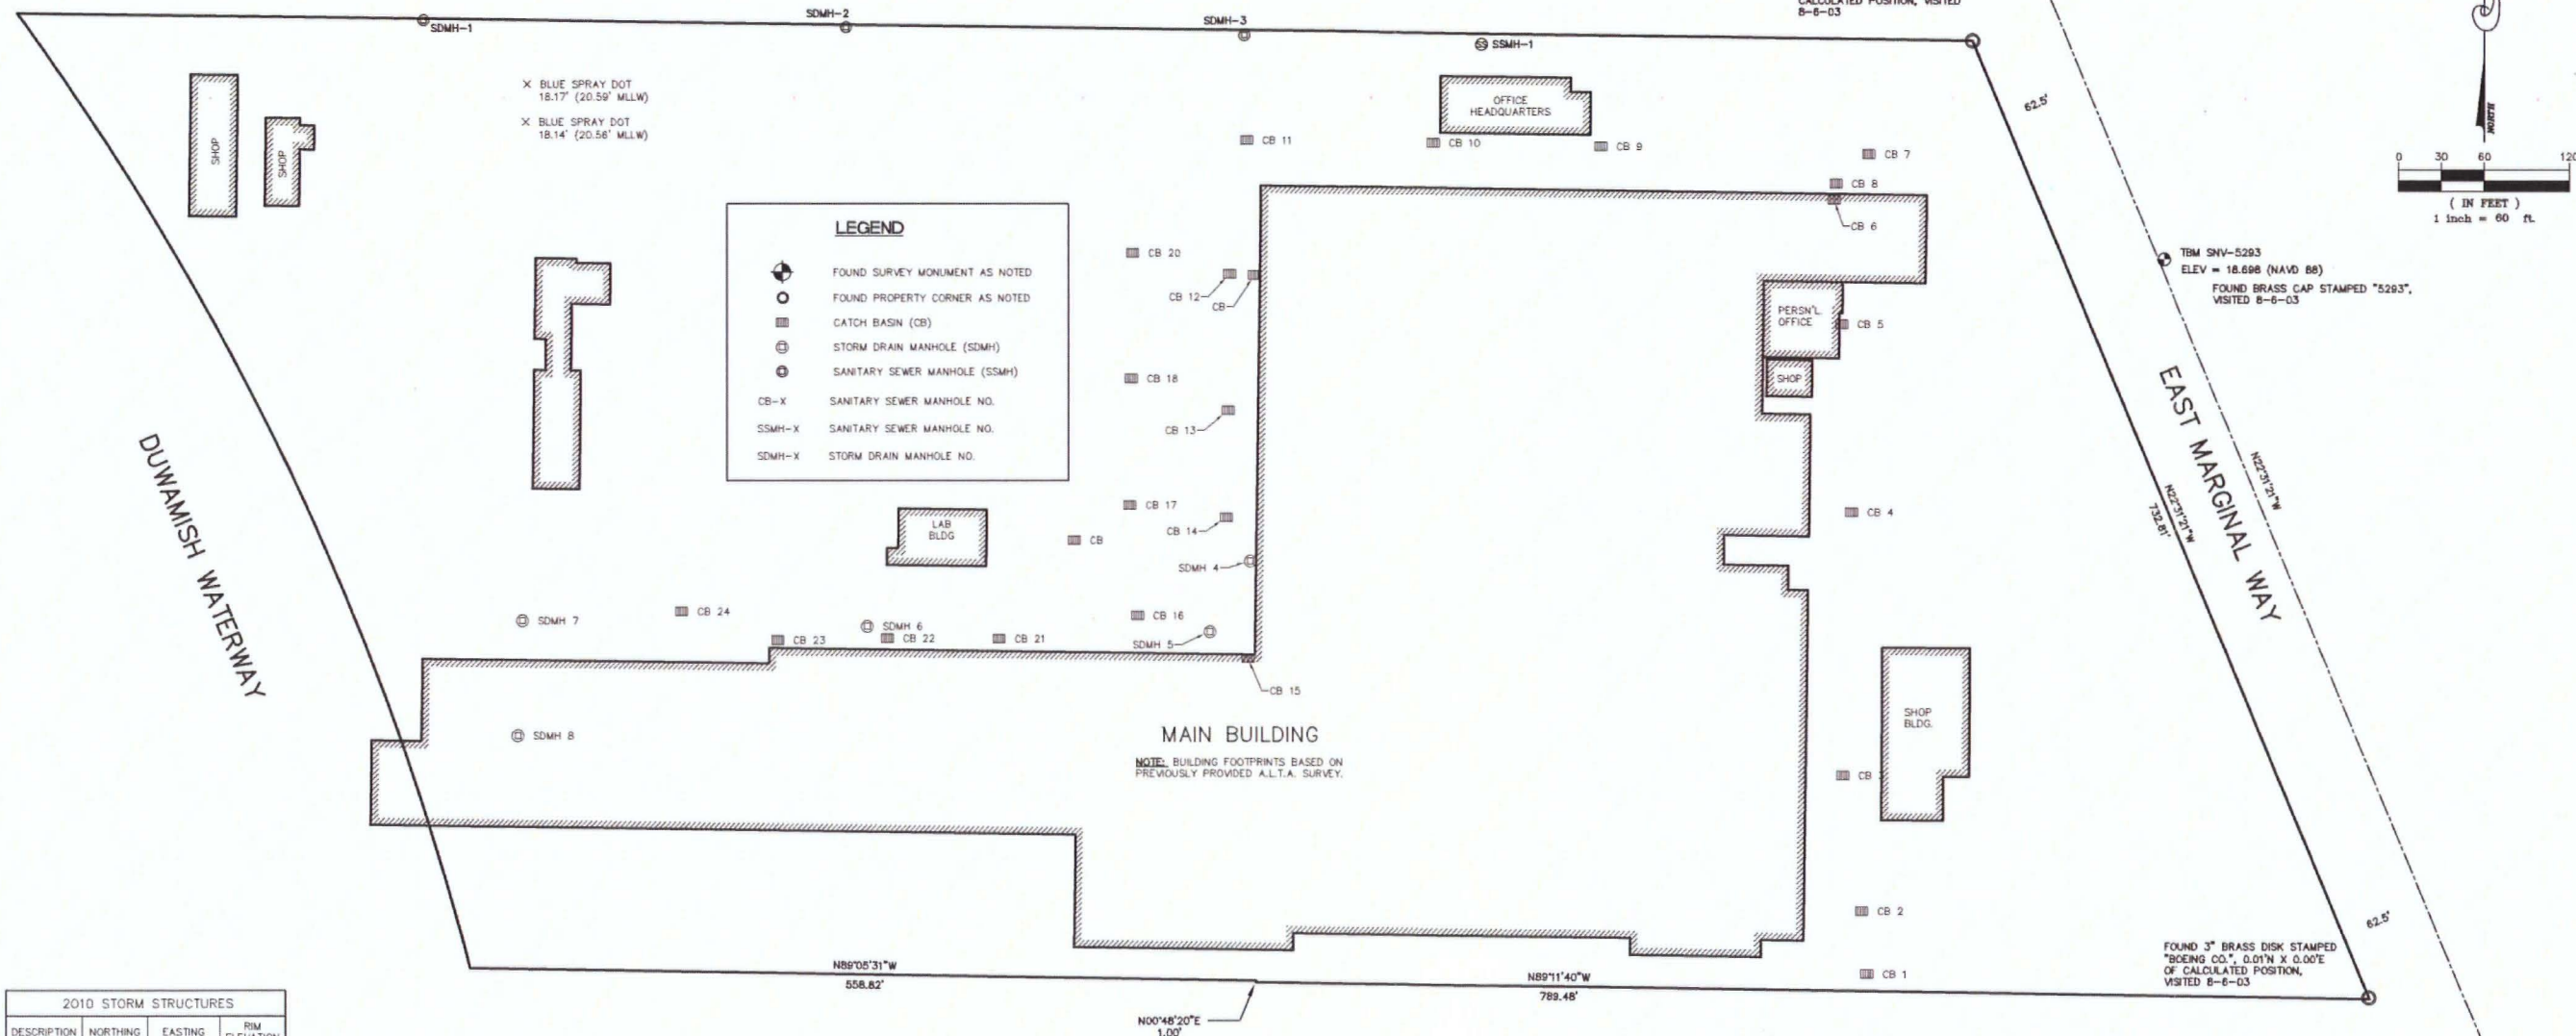 CALCULATED POSITION, VISITED
8-6-03
SDMH-1
SDMH-2
SDMH-3
SSMH-1
X BLUE SPRAY DOT
18.17' (20.59' MLLW)
X BLUE SPRAY DOT
18.14' (20.56' MLLW)
SHOP
SHOP
OFFICE
HEADQUARTERS
CB 11
CB 10
CB 9
CB 7
CB 8
CB 6
62.5'
NORTH
0 30 60 120
( IN FEET )
1 inch = 60 ft.
LEGEND
FOUND SURVEY MONUMENT AS NOTED
FOUND PROPERTY CORNER AS NOTED
CATCH BASIN (CB)
STORM DRAIN MANHOLE (SDMH)
SANITARY SEWER MANHOLE (SSMH)
CB-X SANITARY SEWER MANHOLE NO.
SSMH-X SANITARY SEWER MANHOLE NO.
SDMH-X STORM DRAIN MANHOLE NO.
CB 20
CB 12
CB
TBM SNV-5293
ELEV = 18.698 (NAVD 88)
FOUND BRASS CAP STAMPED "5293",
VISITED 8-6-03
PERSN'L.
OFFICE
CB 5
SHOP
CB 18
CB 13
CB 17
CB 14
CB
CB 4
LAB
BLDG
SDMH 4
DUWAMISH WATERWAY
EAST MARGINAL WAY
N22°31'21"W
N22°31'21"W
732.81'
SDMH 7
CB 24
CB 23
SDMH 6
CB 22
CB 21
CB 16
SDMH 5
CB 15
SDMH 8
MAIN BUILDING
NOTE: BUILDING FOOTPRINTS BASED ON
PREVIOUSLY PROVIDED A.L.T.A. SURVEY.
SHOP
BLDG.
CB
CB 2
CB 1
62.5'
FOUND 3" BRASS DISK STAMPED
"BOEING CO.", 0.01'N X 0.00'E
OF CALCULATED POSITION,
VISITED 8-6-03
N89°05'31"W
558.82'
N89°11'40"W
789.48'
N00°48'20"E
1.00'
2010 STORM STRUCTURES
DESCRIPTION NORTHING EASTING RIM